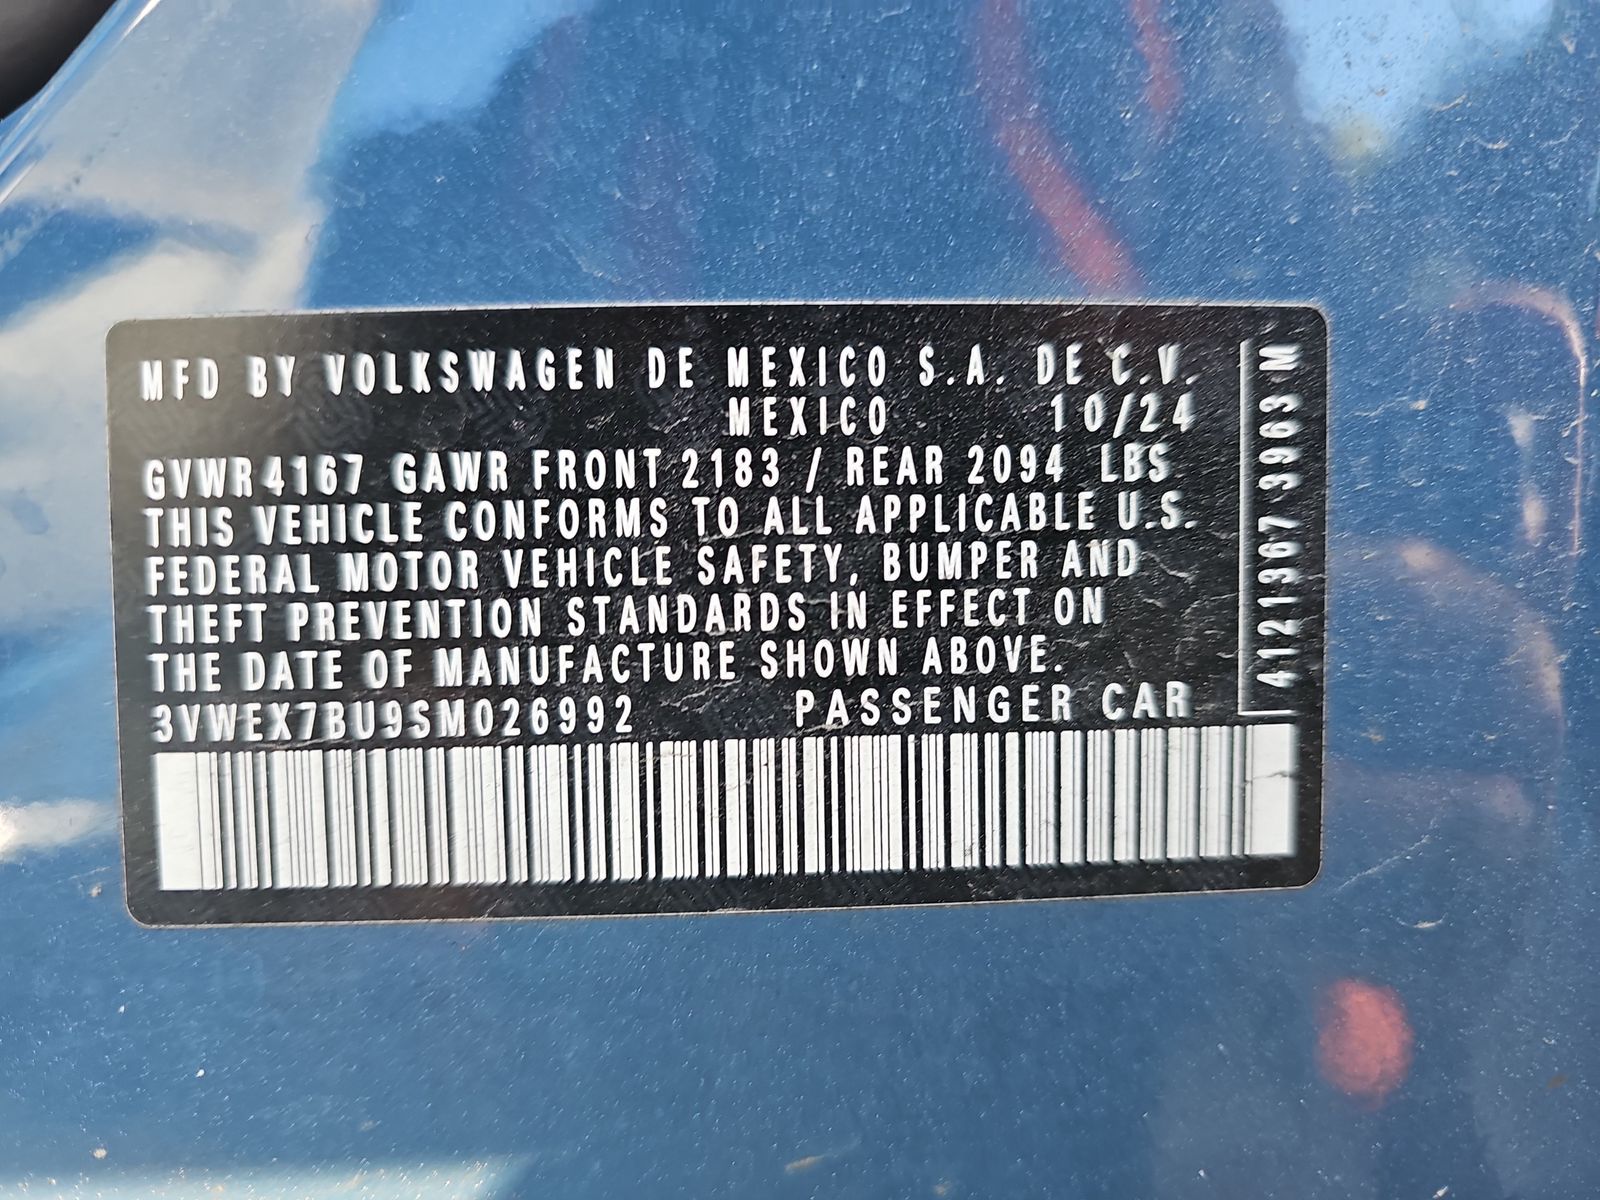 MFD BY VOLKSWAGEN DE MEXICO S.A. DE C.V.
MEXICO 10/24
GVWR 4167 GAWR FRONT 2183 / REAR 2094 LBS
THIS VEHICLE CONFORMS TO ALL APPLICABLE U.S.
FEDERAL MOTOR VEHICLE SAFETY, BUMPER AND
THEFT PREVENTION STANDARDS IN EFFECT ON
THE DATE OF MANUFACTURE SHOWN ABOVE.
3VWEX7BU9SM026992 PASSENGER CAR
4121367 3963 M